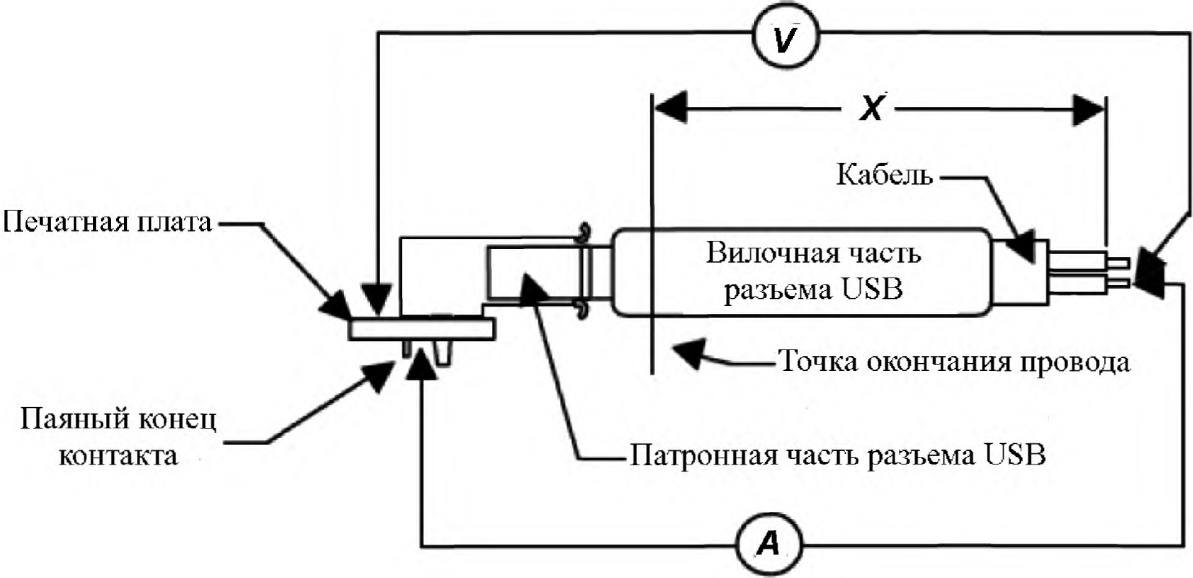 V
X
Кабель
Печатная плата
Вилочная часть
разъема USB
Точка окончания провода
Паяный конец
контакта
Патронная часть разъема USB
A